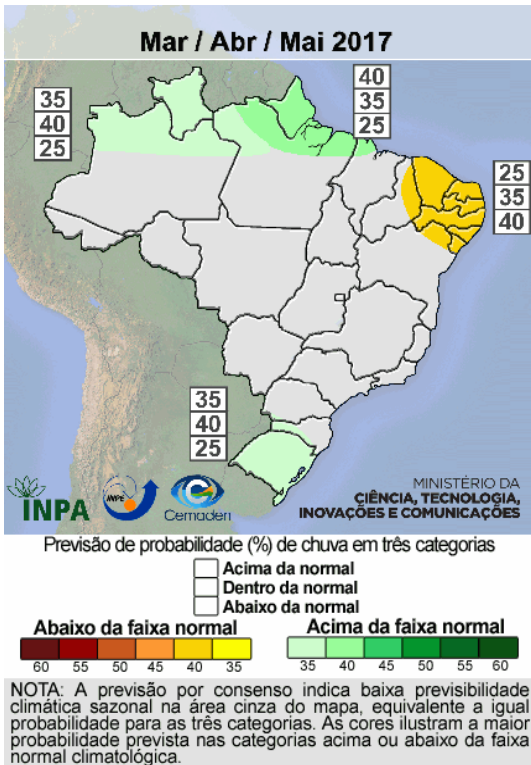 Mar / Abr / Mai 2017
35
40
25
40
35
25
25
35
40
35
40
25
INPA
INPE
Cemaden
MINISTÉRIO DA
CIÊNCIA, TECNOLOGIA,
INOVAÇÕES E COMUNICAÇÕES
Previsão de probabilidade (%) de chuva em três categorias
Acima da normal
Dentro da normal
Abaixo da normal
Abaixo da faixa normal
60 55 50 45 40 35
Acima da faixa normal
35 40 45 50 55 60
NOTA: A previsão por consenso indica baixa previsibilidade
climática sazonal na área cinza do mapa, equivalente a igual
probabilidade para as três categorias. As cores ilustram a maior
probabilidade prevista nas categorias acima ou abaixo da faixa
normal climatológica.